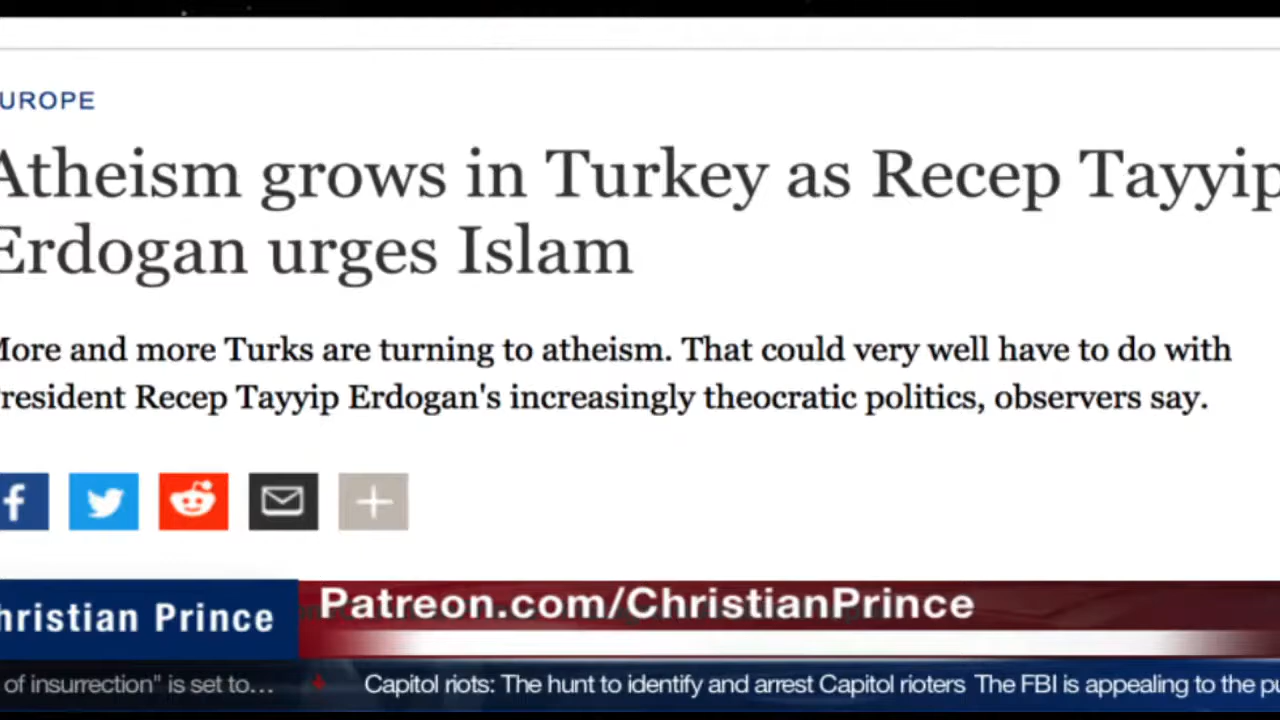 UROPE
Atheism grows in Turkey as Recep Tayyip
Erdogan urges Islam
More and more Turks are turning to atheism. That could very well have to do with
President Recep Tayyip Erdogan's increasingly theocratic politics, observers say.
hristian Prince
Patreon.com/ChristianPrince
of insurrection" is set to...
Capitol riots: The hunt to identify and arrest Capitol rioters The FBI is appealing to the pu